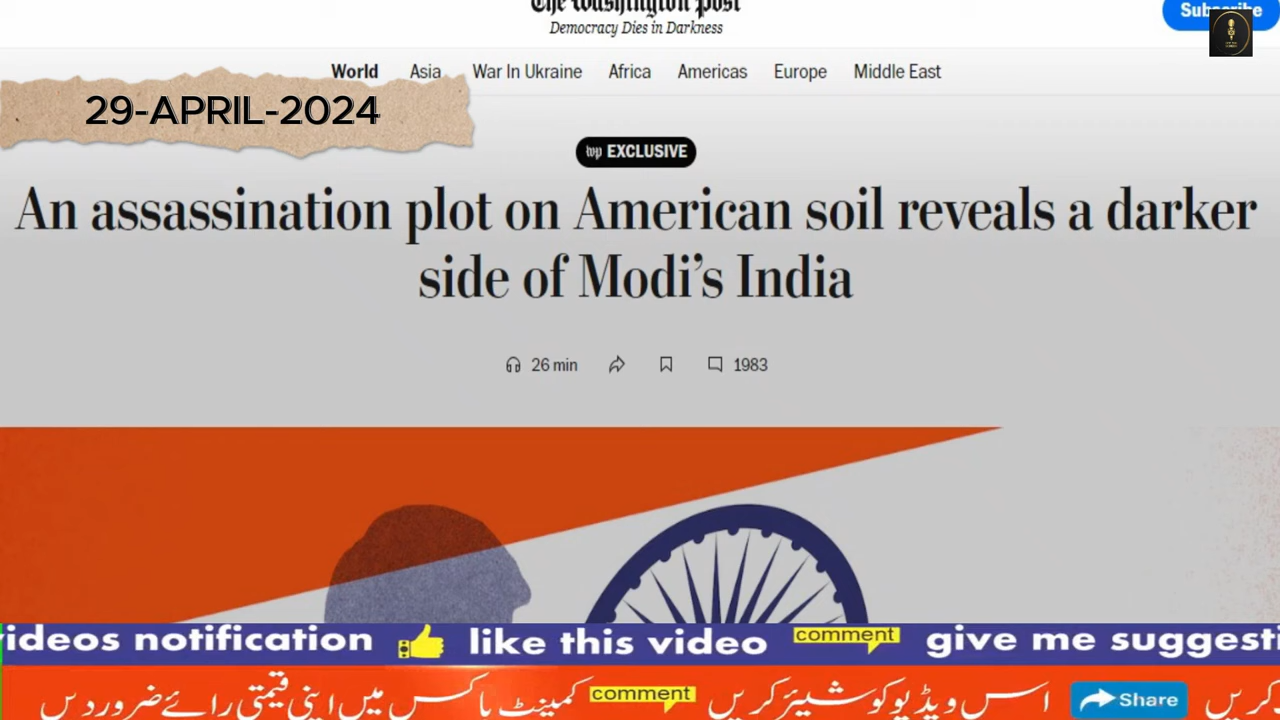 The Washington Post
Democracy Dies in Darkness
Subscribe
World Asia War In Ukraine Africa Americas Europe Middle East
29-APRIL-2024
wp EXCLUSIVE
An assassination plot on American soil reveals a darker
side of Modi's India
26 min 1983
ideos notification like this video comment give me suggesti
کمینٹ باکس میں اپنی قیمتی رائے ضرور دیں comment اس ویڈیو کو شیئر کریں Share کریں